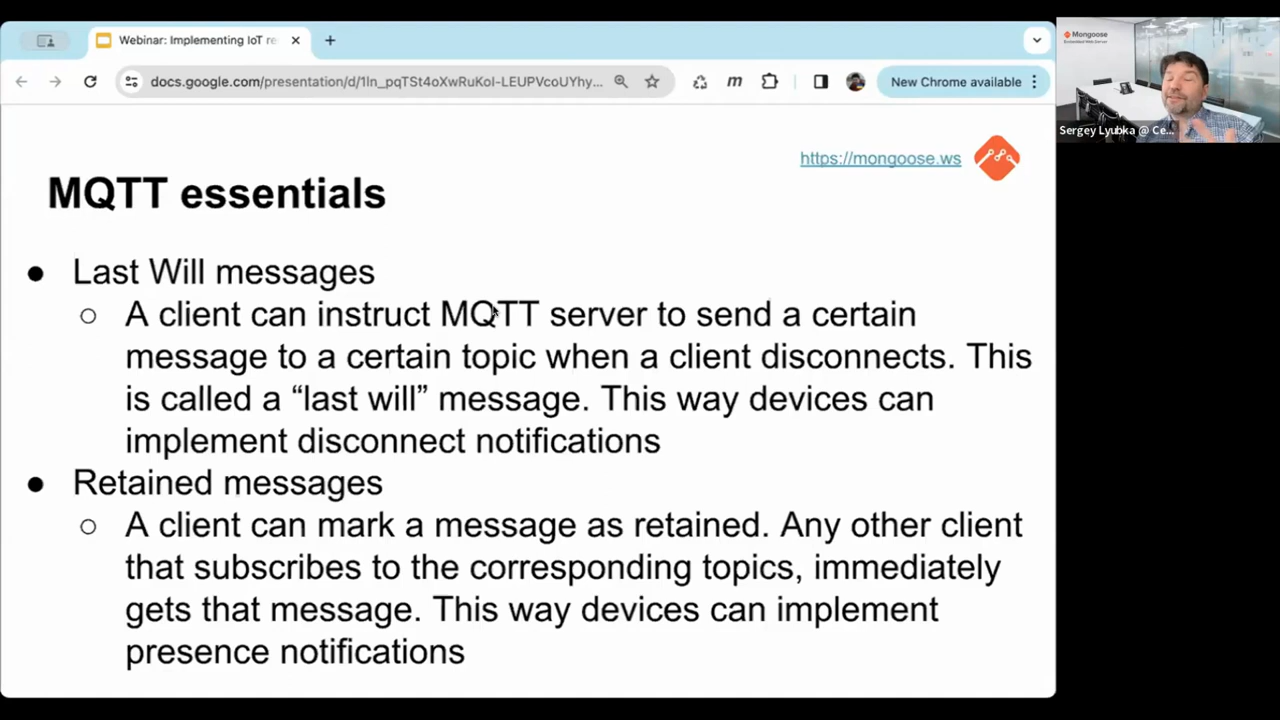 Webinar: Implementing IoT re
docs.google.com/presentation/d/1In_pqTSt4oXwRuKoI-LEUPVcoUYhy...
New Chrome available
Mongoose
Sergey Lyubka @ Ce...
https://mongoose.ws
MQTT essentials
● Last Will messages
○ A client can instruct MQTT server to send a certain
message to a certain topic when a client disconnects. This
is called a “last will” message. This way devices can
implement disconnect notifications
● Retained messages
○ A client can mark a message as retained. Any other client
that subscribes to the corresponding topics, immediately
gets that message. This way devices can implement
presence notifications